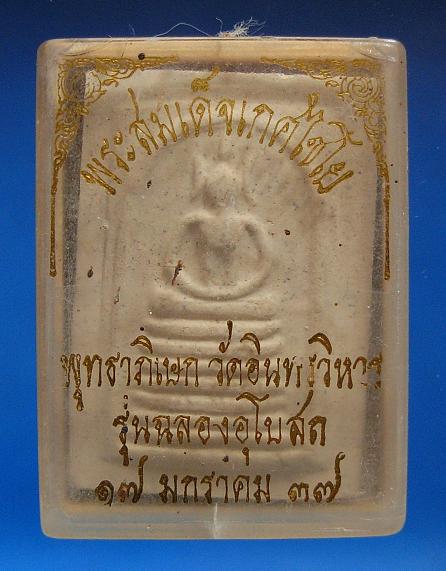 พระสมเด็จเกศไชโย
พุทธาภิเษก วัดอินทรวิหาร
รุ่นฉลองอุโบสถ
๑๗ มกราคม ๓๗